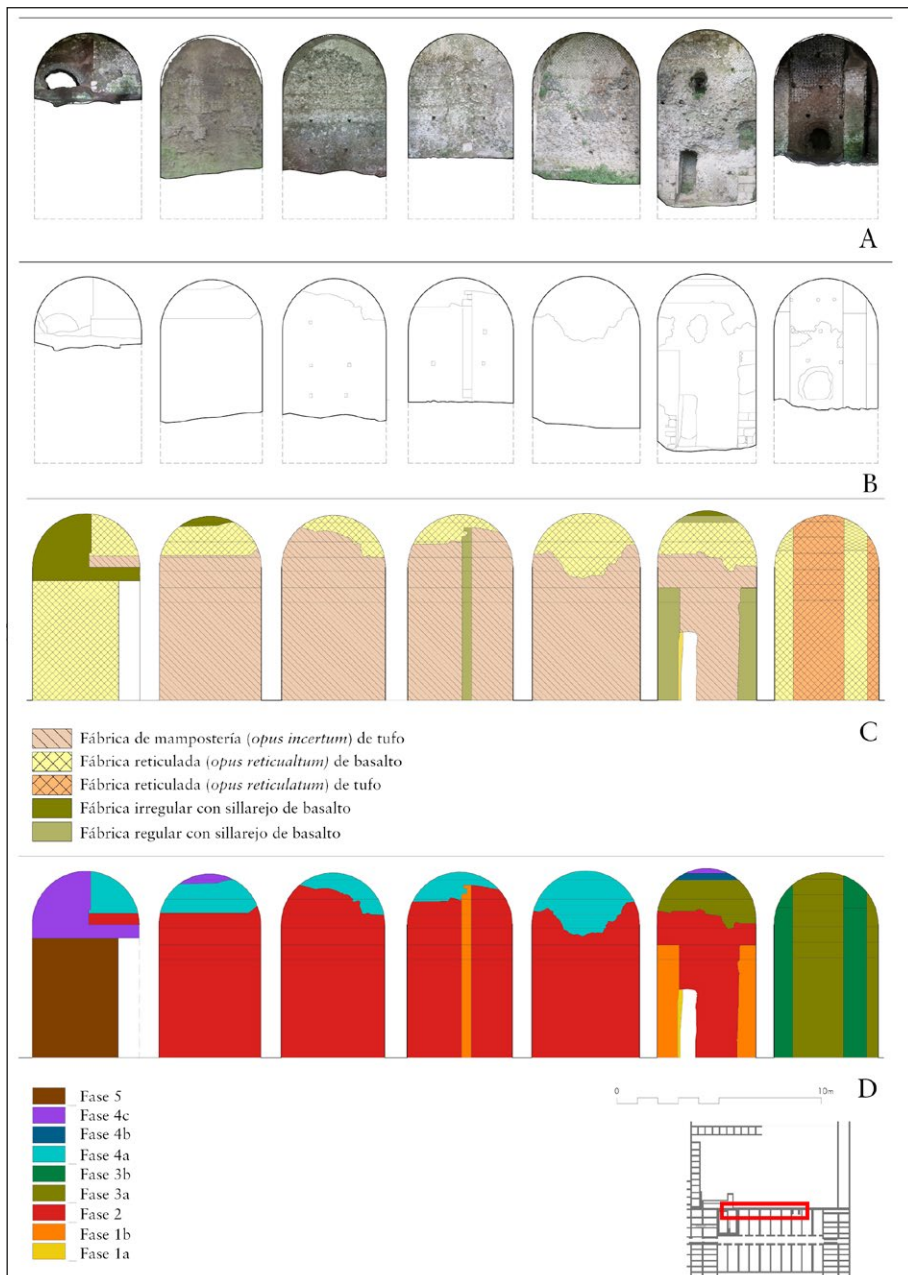 A
B
C
Fábrica de mampostería (opus incertum) de tufo
Fábrica reticulada (opus reticualtum) de basalto
Fábrica reticulada (opus reticulatum) de tufo
Fábrica irregular con sillarejo de basalto
Fábrica regular con sillarejo de basalto
D
Fase 5
Fase 4c
Fase 4b
Fase 4a
Fase 3b
Fase 3a
Fase 2
Fase 1b
Fase 1a
0 10m